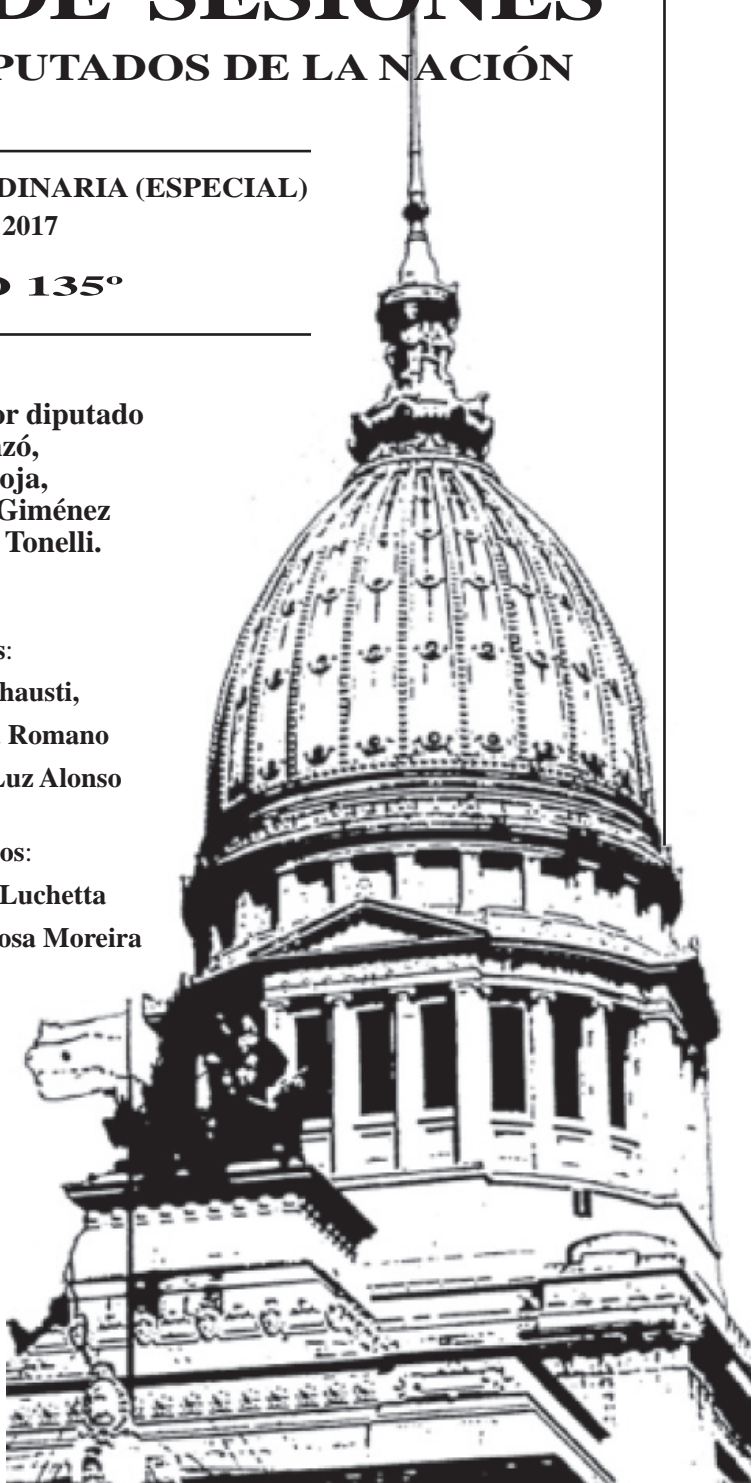 DE SESIONES
PUTADOS DE LA NACIÓN
DINARIA (ESPECIAL)
2017
O 135º
or diputado
nzó,
oja,
Giménez
Tonelli.
s:
hausti,
Romano
Luz Alonso
os:
Luchetta
osa Moreira